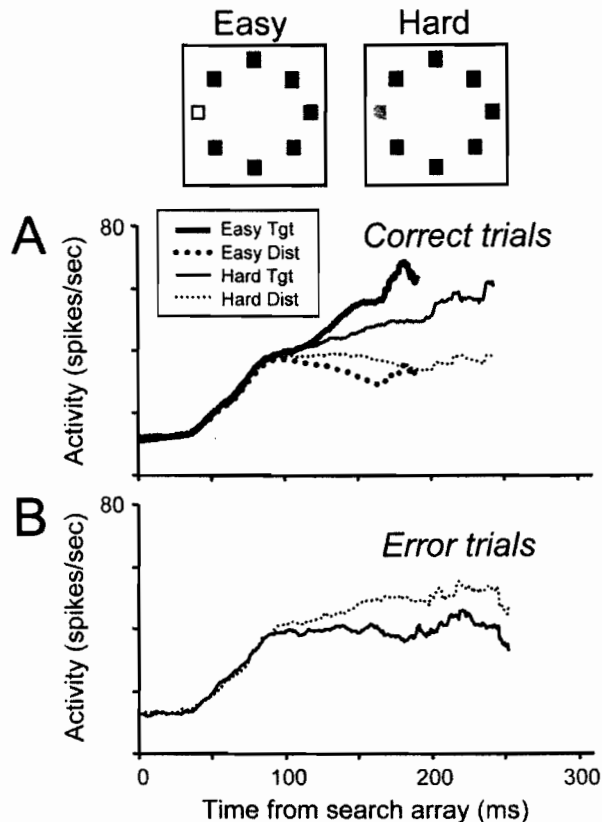 Easy Hard
A
80
Easy Tgt
Easy Dist
Hard Tgt
Hard Dist
Correct trials
Activity (spikes/sec)
B
80
Error trials
Activity (spikes/sec)
0 100 200 300
Time from search array (ms)